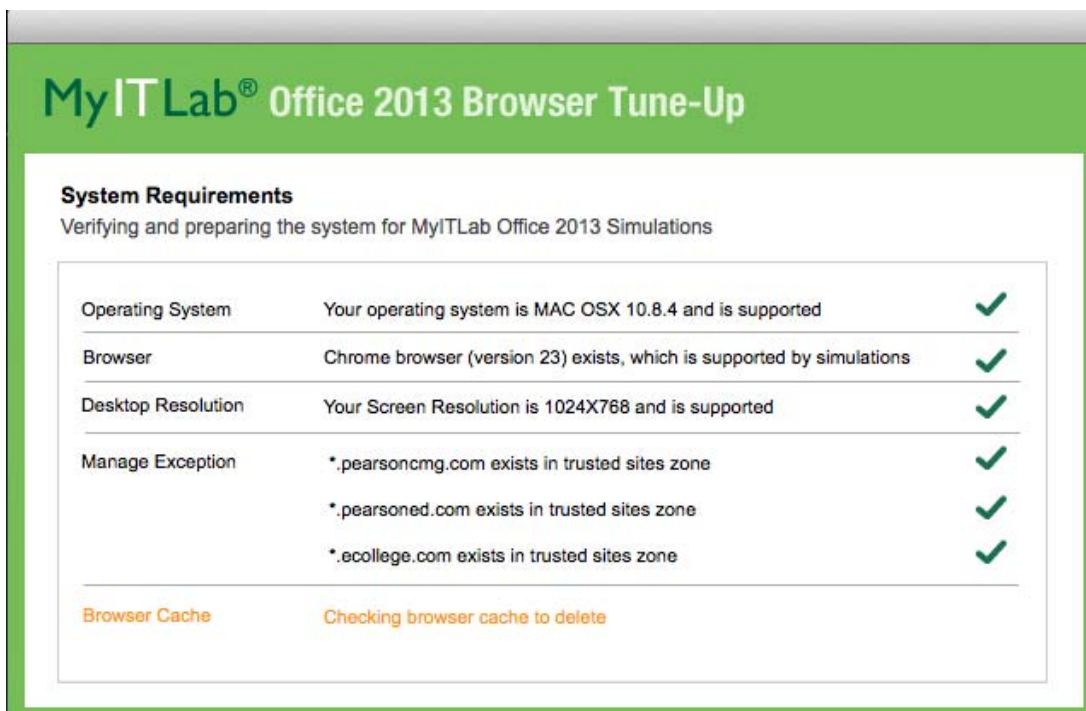 MyITLab® Office 2013 Browser Tune-Up
System Requirements
Verifying and preparing the system for MyITLab Office 2013 Simulations
Operating System Your operating system is MAC OSX 10.8.4 and is supported
Browser Chrome browser (version 23) exists, which is supported by simulations
Desktop Resolution Your Screen Resolution is 1024X768 and is supported
Manage Exception *.pearsoncmg.com exists in trusted sites zone
*.pearsoned.com exists in trusted sites zone
*.ecollege.com exists in trusted sites zone
Browser Cache Checking browser cache to delete